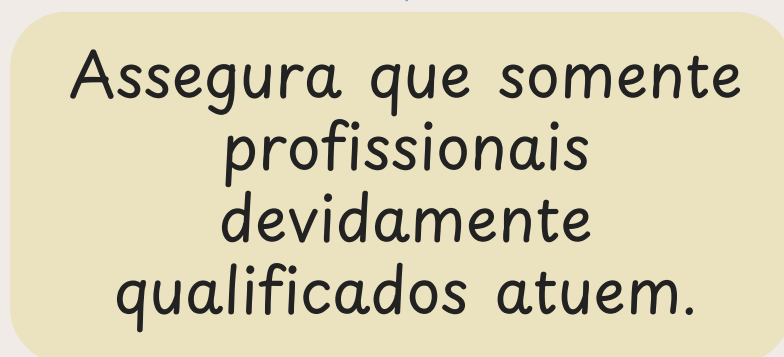 Assegura que somente
profissionais
devidamente
qualificados atuem.